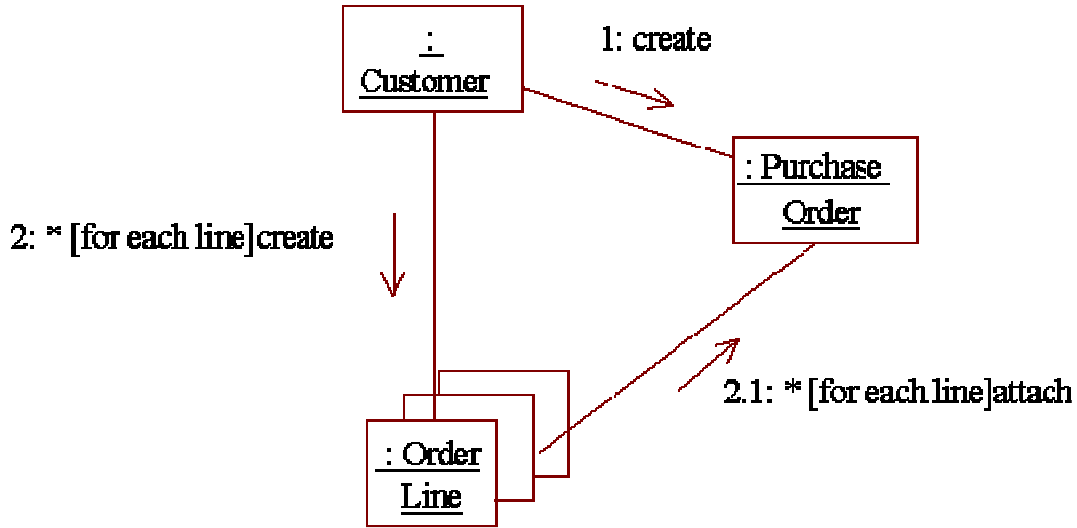 :
Customer
1: create
: Purchase
Order
2: * [for each line]create
2.1: * [for each line]attach
: Order
Line